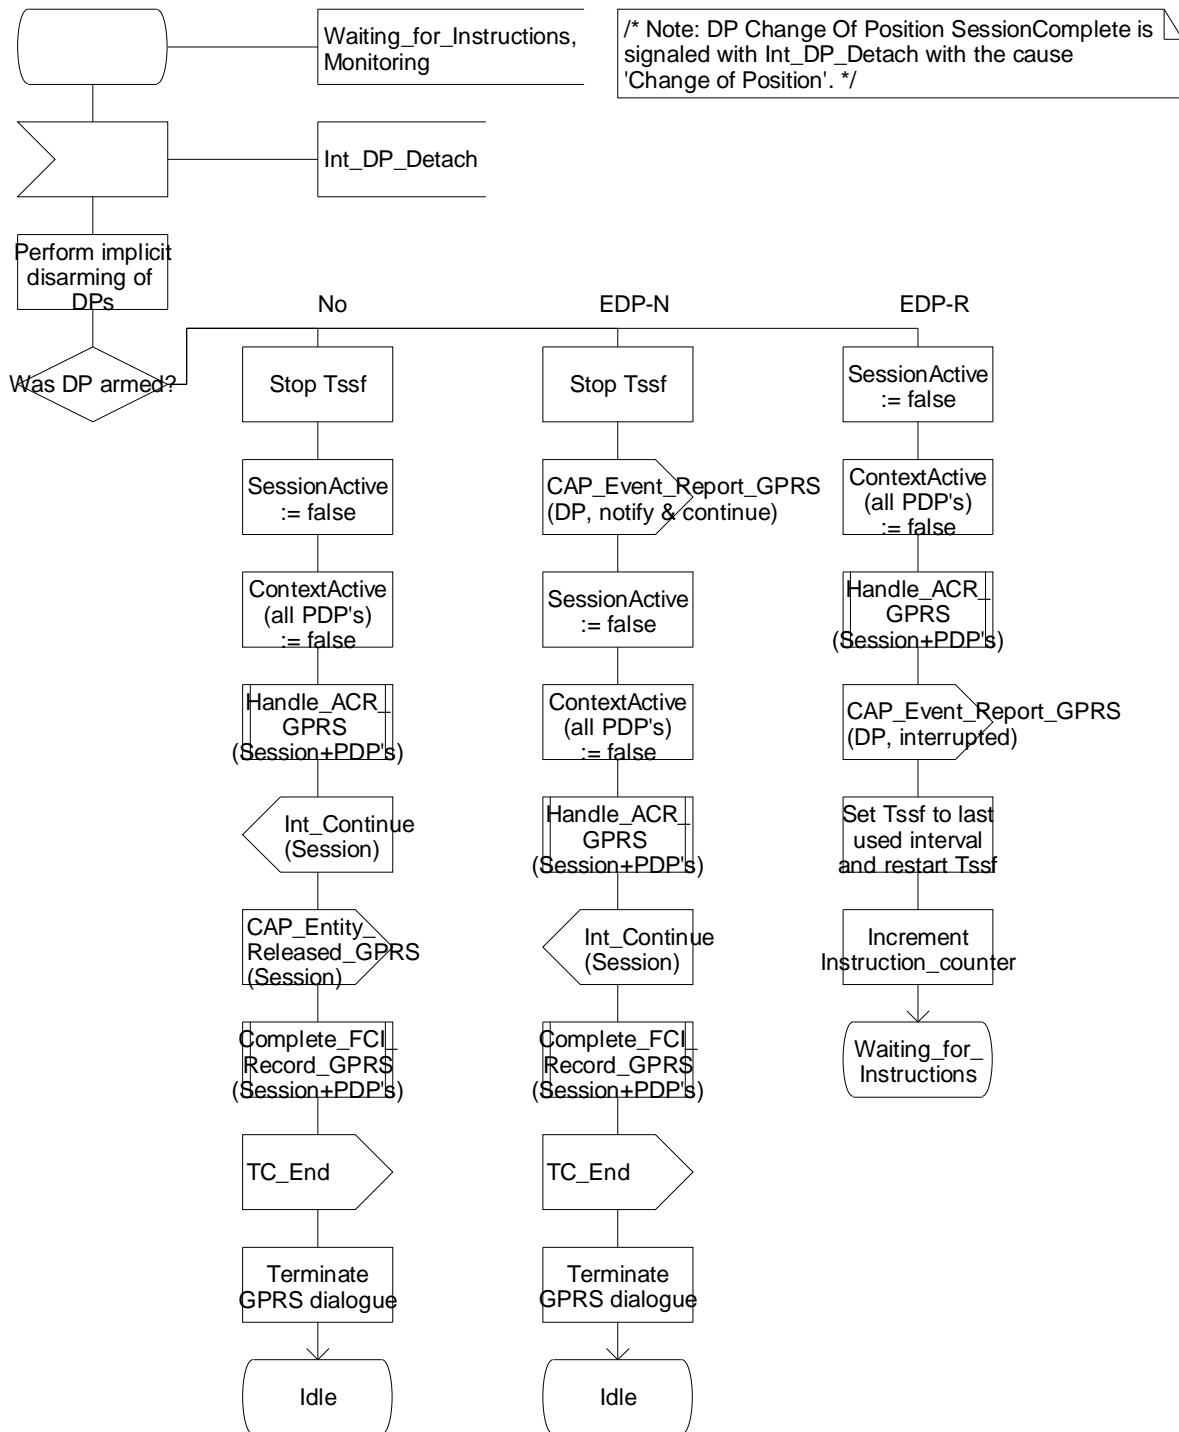 Waiting_for_Instructions,
Monitoring
/* Note: DP Change Of Position SessionComplete is
signaled with Int_DP_Detach with the cause
'Change of Position'. */
Int_DP_Detach
Perform implicit
disarming of
DPs
Was DP armed?
No
Stop Tssf
SessionActive
:= false
ContextActive
(all PDP's)
:= false
Handle_ACR_
GPRS
(Session+PDP's)
Int_Continue
(Session)
CAP_Entity_
Released_GPRS
(Session)
Complete_FCI_
Record_GPRS
(Session+PDP's)
TC_End
Terminate
GPRS dialogue
Idle
EDP-N
Stop Tssf
CAP_Event_Report_GPRS
(DP, notify & continue)
SessionActive
:= false
ContextActive
(all PDP's)
:= false
Handle_ACR_
GPRS
(Session+PDP's)
Int_Continue
(Session)
Complete_FCI_
Record_GPRS
(Session+PDP's)
TC_End
Terminate
GPRS dialogue
Idle
EDP-R
SessionActive
:= false
ContextActive
(all PDP's)
:= false
Handle_ACR_
GPRS
(Session+PDP's)
CAP_Event_Report_GPRS
(DP, interrupted)
Set Tssf to last
used interval
and restart Tssf
Increment
Instruction_counter
Waiting_for_
Instructions